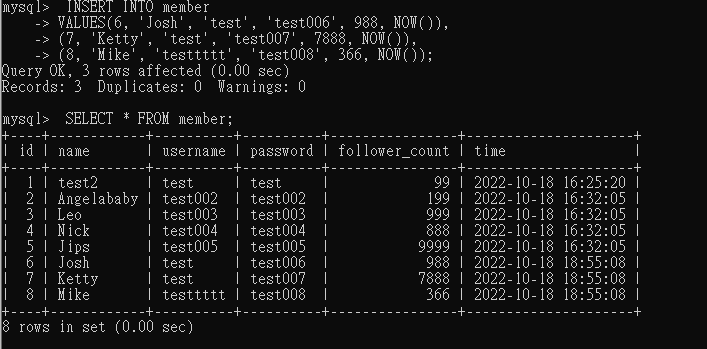 mysql>  INSERT INTO member
    -> VALUES(6, 'Josh', 'test', 'test006', 988, NOW()),
    -> (7, 'Ketty', 'test', 'test007', 7888, NOW()),
    -> (8, 'Mike', 'testtttt', 'test008', 366, NOW());
Query OK, 3 rows affected (0.00 sec)
Records: 3  Duplicates: 0  Warnings: 0

mysql>  SELECT * FROM member;
+----+------------+----------+----------+----------------+---------------------+
| id | name       | username | password | follower_count | time                |
+----+------------+----------+----------+----------------+---------------------+
|  1 | test2      | test     | test     |             99 | 2022-10-18 16:25:20 |
|  2 | Angelababy | test002  | test002  |            199 | 2022-10-18 16:32:05 |
|  3 | Leo        | test003  | test003  |            999 | 2022-10-18 16:32:05 |
|  4 | Nick       | test004  | test004  |            888 | 2022-10-18 16:32:05 |
|  5 | Jips       | test005  | test005  |           9999 | 2022-10-18 16:32:05 |
|  6 | Josh       | test     | test006  |            988 | 2022-10-18 18:55:08 |
|  7 | Ketty      | test     | test007  |           7888 | 2022-10-18 18:55:08 |
|  8 | Mike       | testtttt | test008  |            366 | 2022-10-18 18:55:08 |
+----+------------+----------+----------+----------------+---------------------+
8 rows in set (0.00 sec)